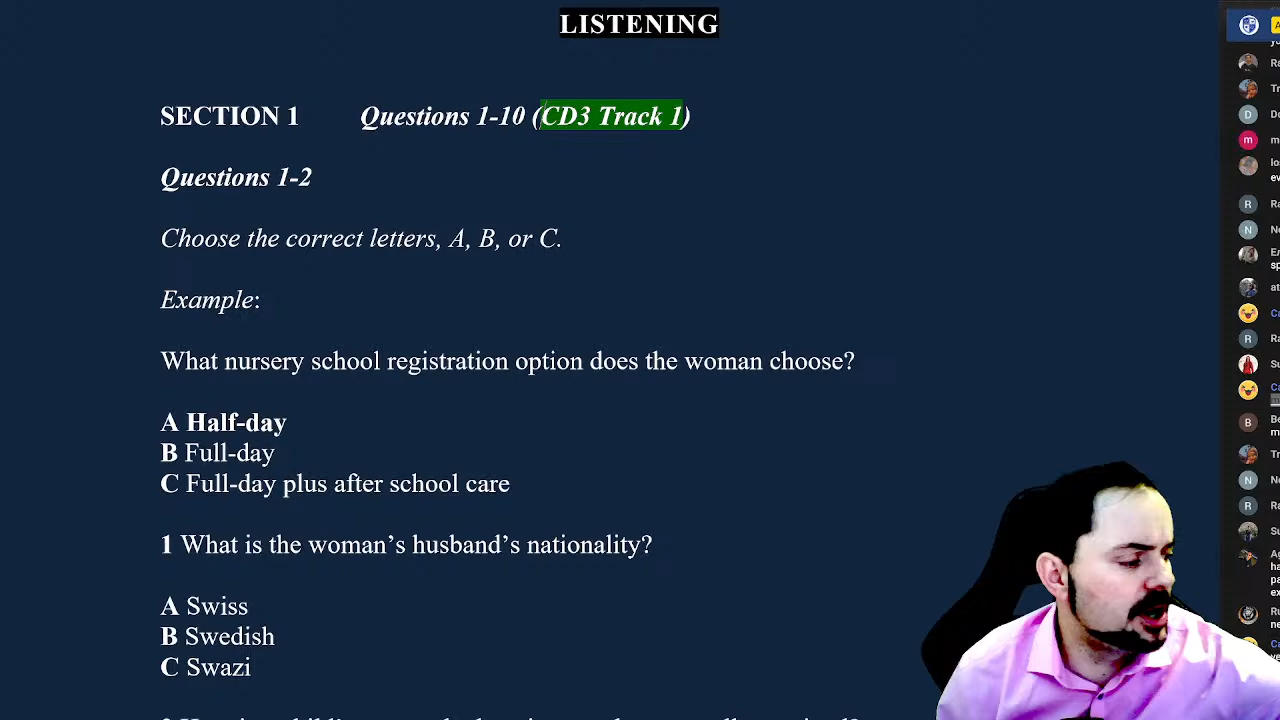 LISTENING
SECTION 1 Questions 1-10 (CD3 Track 1)
Questions 1-2
Choose the correct letters, A, B, or C.
Example:
What nursery school registration option does the woman choose?
A Half-day
B Full-day
C Full-day plus after school care
1 What is the woman's husband's nationality?
A Swiss
B Swedish
C Swazi